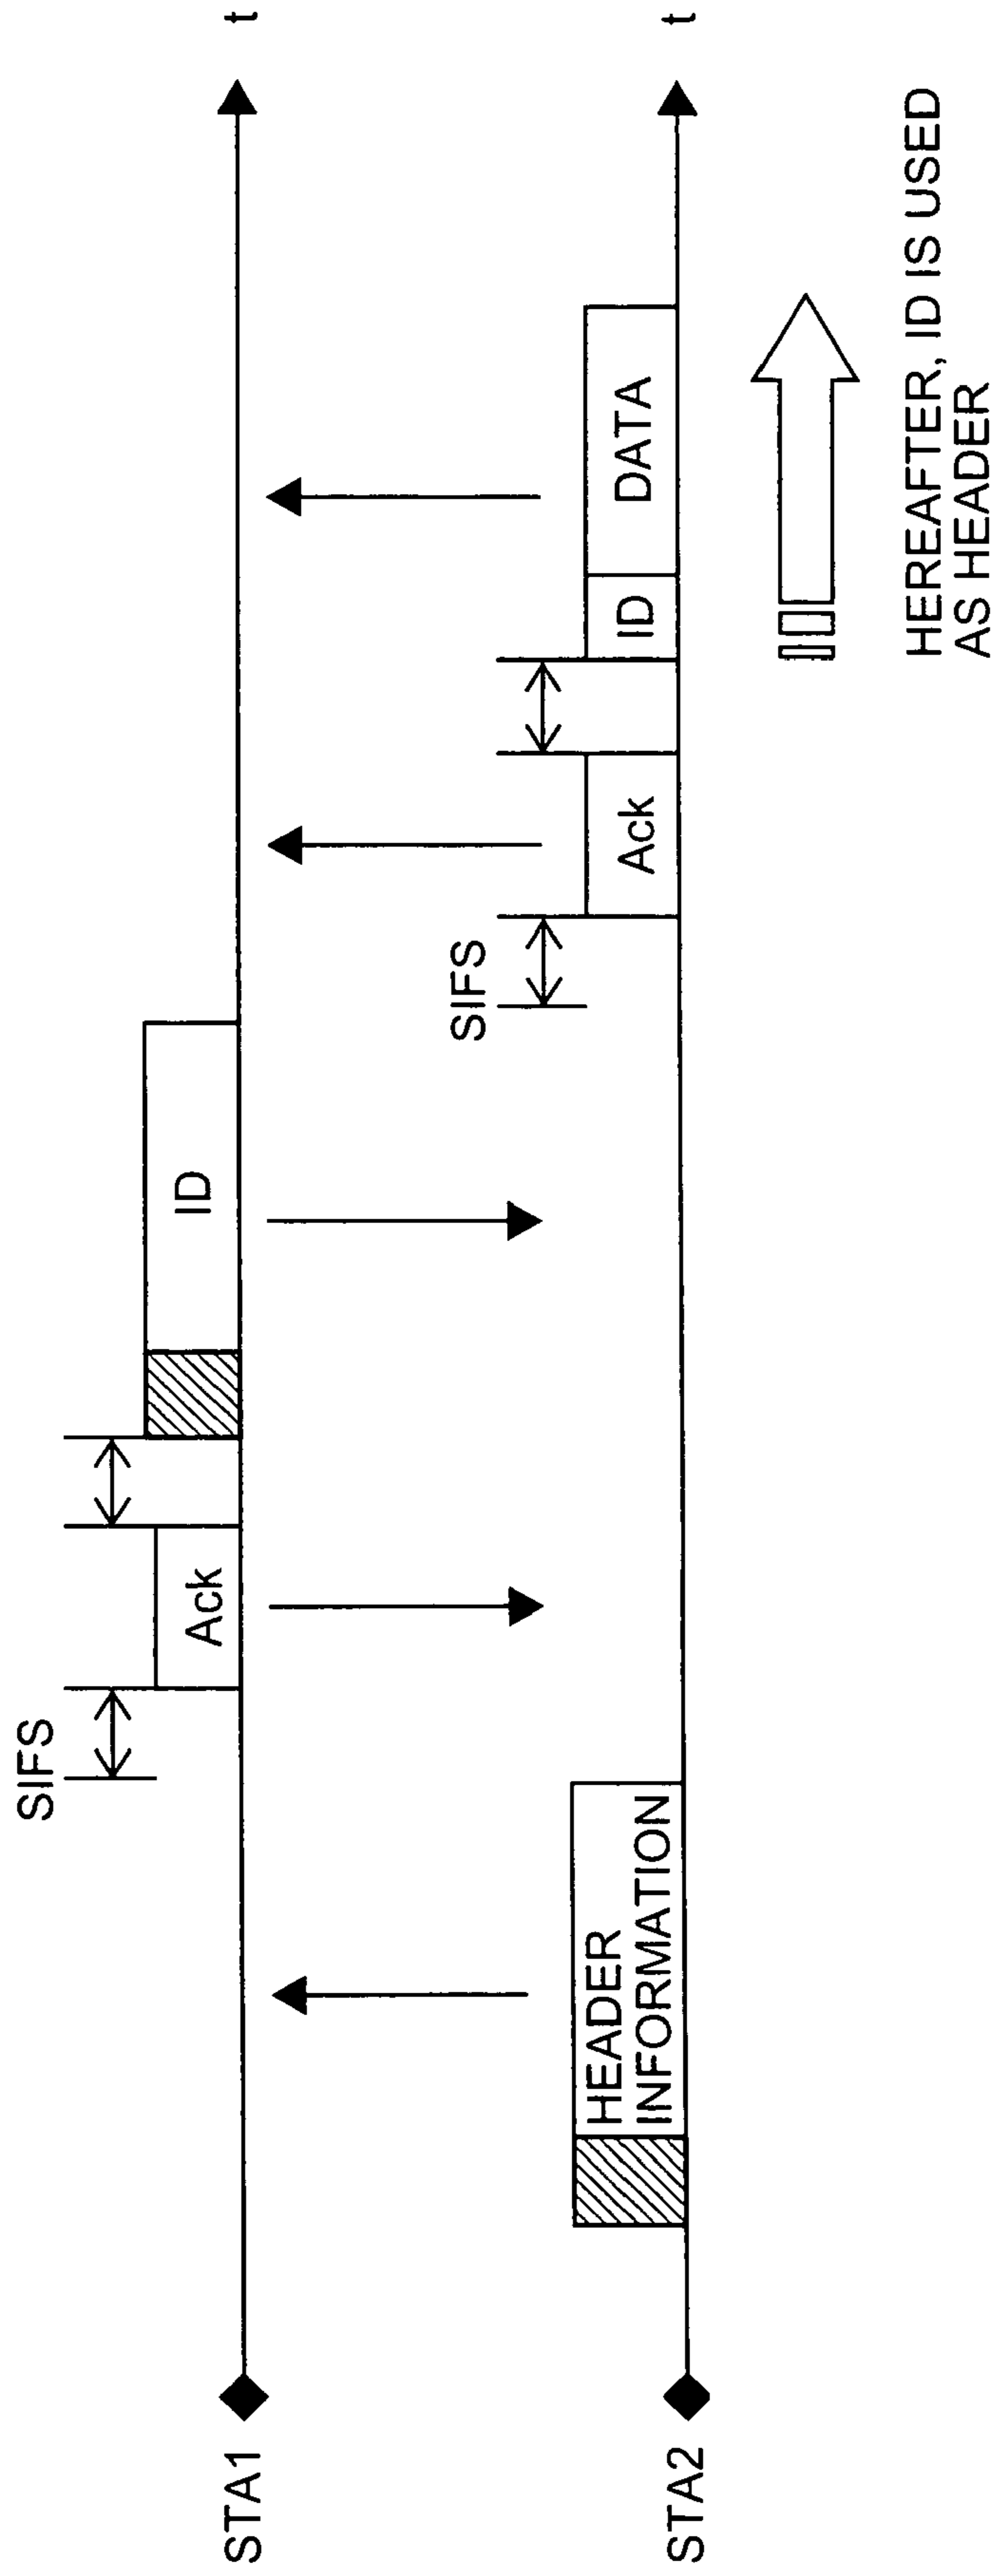 SIFS
Ack
ID
STA1
t
SIFS
HEADER
INFORMATION
Ack
ID
DATA
STA2
t
HEREAFTER, ID IS USED
AS HEADER